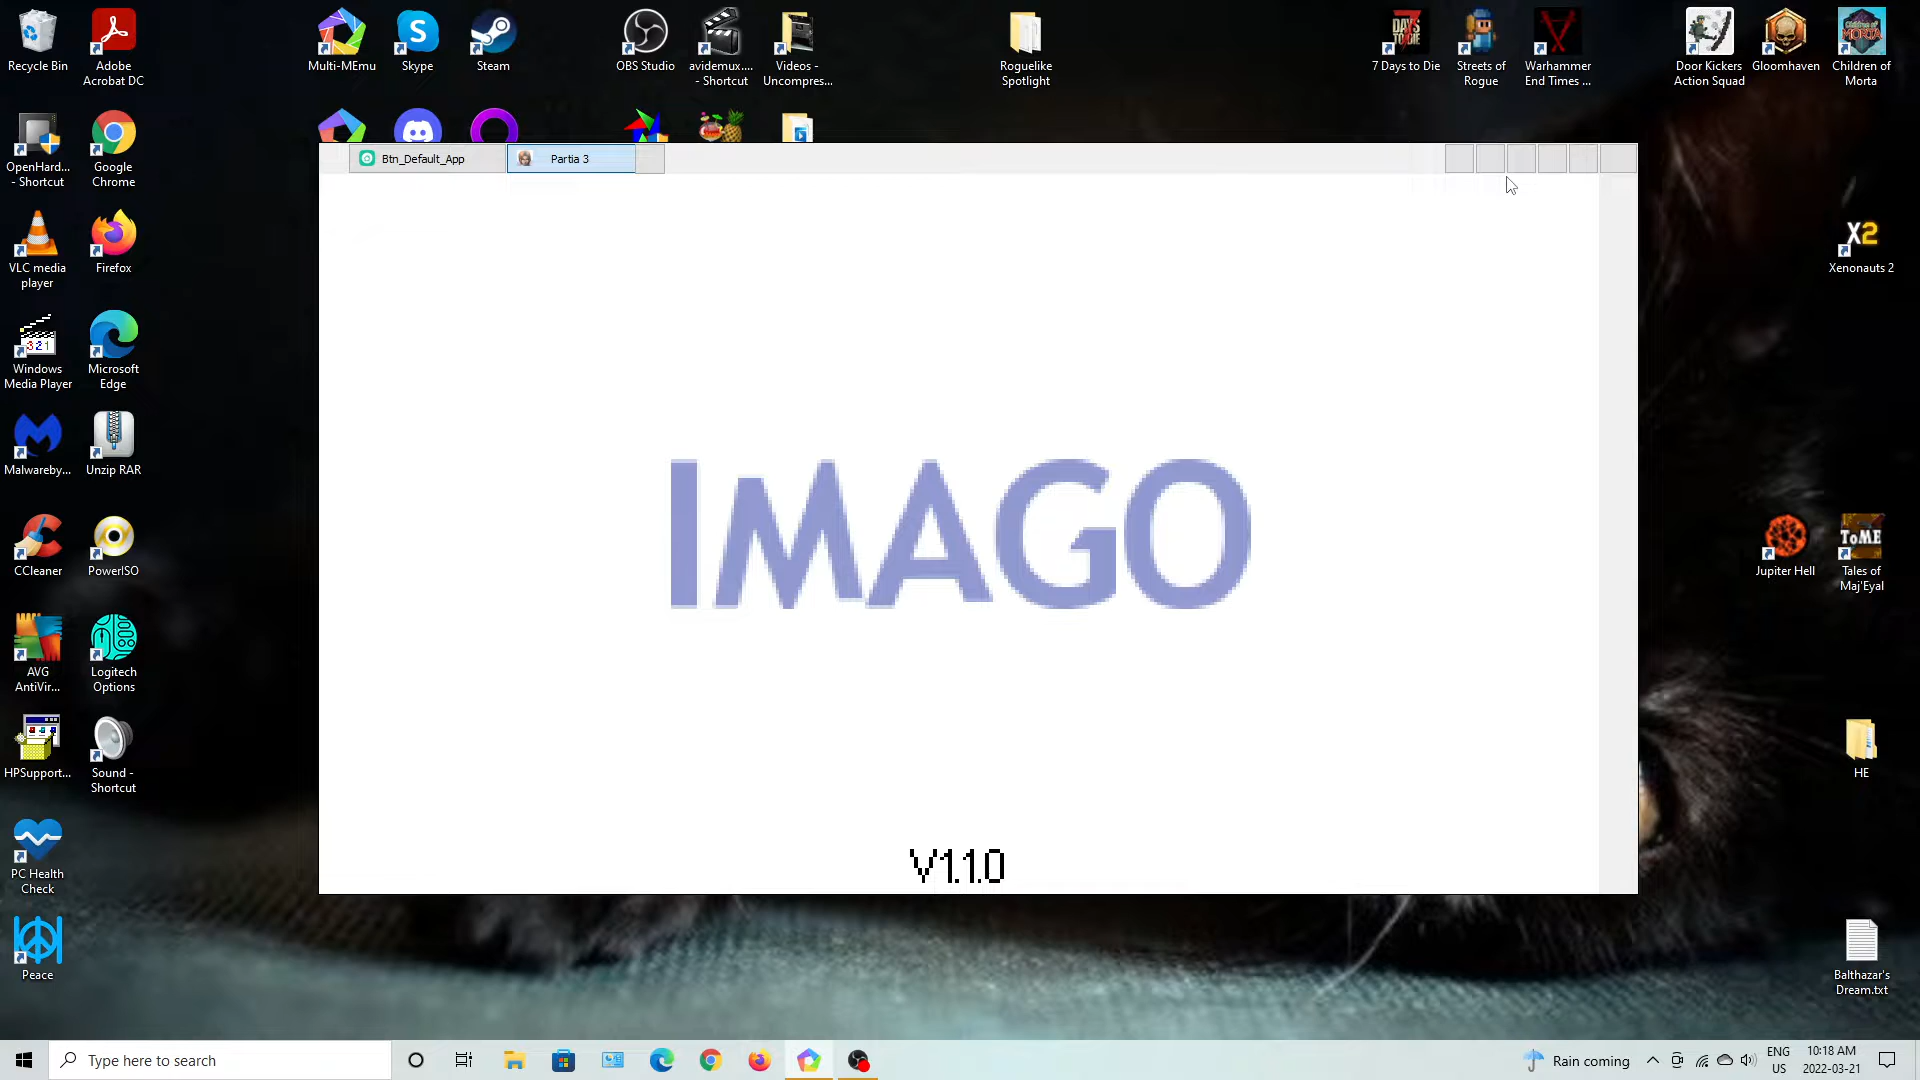 Recycle Bin
Adobe
Acrobat DC
Multi-MEmu
Skype
Steam
OBS Studio
avidemux....
- Shortcut
Videos -
Uncompres...
Roguelike
Spotlight
7 Days to Die
Streets of
Rogue
Warhammer
End Times ...
Door Kickers
Action Squad
Gloomhaven
Children of
Morta
OpenHard...
- Shortcut
Google
Chrome
Btn_Default_App
Partia 3
VLC media
player
Firefox
X2
Xenonauts 2
Windows
Media Player
Microsoft
Edge
Malwareby...
Unzip RAR
IMAGO
CCleaner
PowerISO
Jupiter Hell
ToME
Tales of
Maj'Eyal
AVG
AntiVir...
Logitech
Options
HPSupport...
Sound -
Shortcut
HE
PC Health
Check
V1.1.0
Peace
Balthazar's
Dream.txt
Type here to search
Rain coming
ENG
US
10:18 AM
2022-03-21